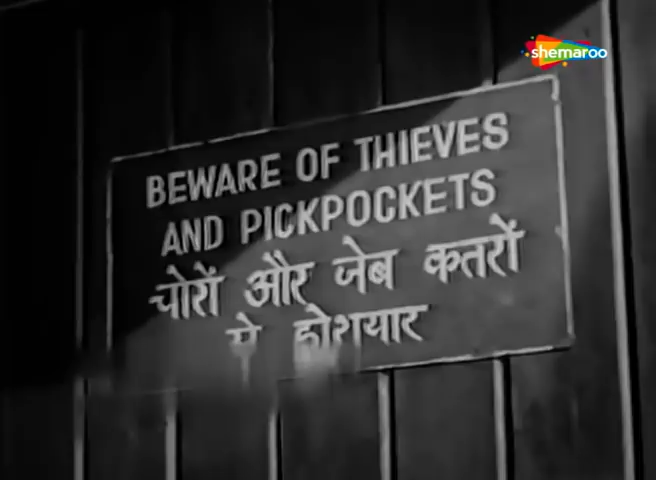 shemaroo
BEWARE OF THIEVES
AND PICKPOCKETS
चोरों और जेब कतरों
से होशयार